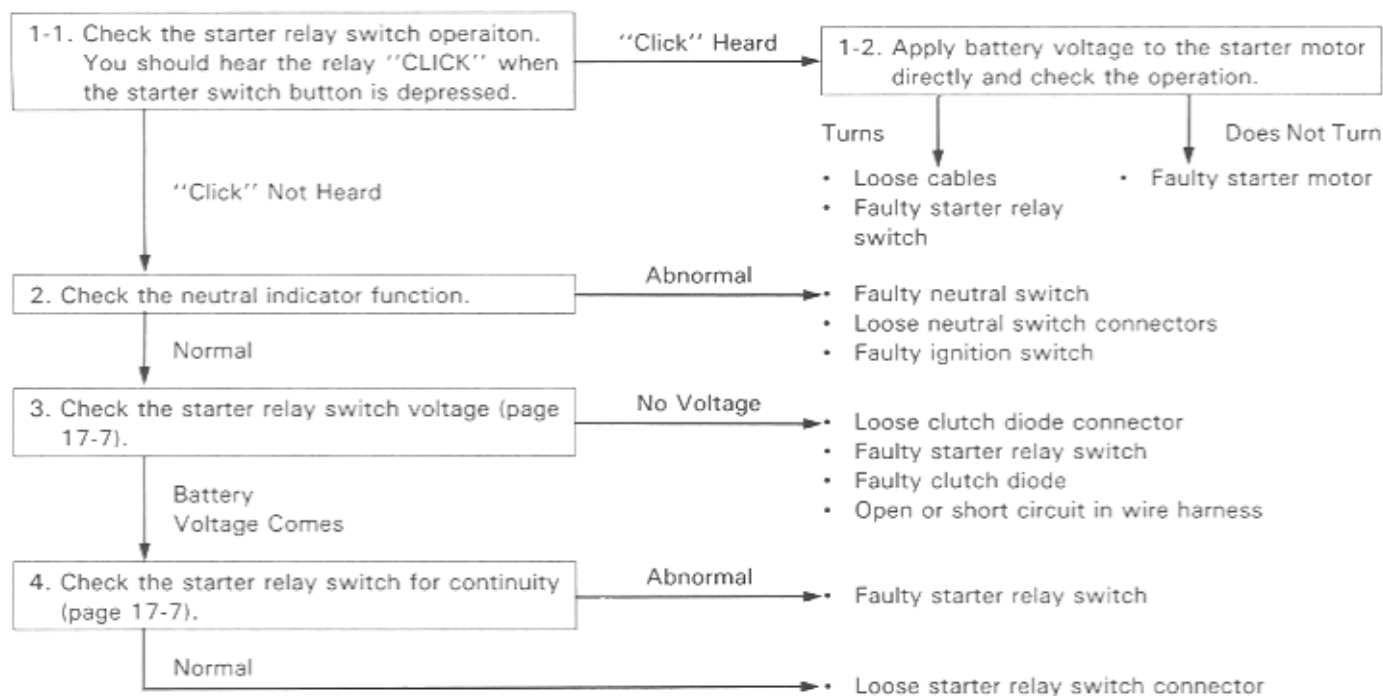 1-1. Check the starter relay switch operaiton.
You should hear the relay ''CLICK'' when
the starter switch button is depressed.
''Click'' Heard
1-2. Apply battery voltage to the starter motor
directly and check the operation.
Turns
Does Not Turn
• Loose cables
• Faulty starter relay
switch
• Faulty starter motor
''Click'' Not Heard
2. Check the neutral indicator function.
Abnormal
• Faulty neutral switch
• Loose neutral switch connectors
• Faulty ignition switch
Normal
3. Check the starter relay switch voltage (page
17-7).
No Voltage
• Loose clutch diode connector
• Faulty starter relay switch
• Faulty clutch diode
• Open or short circuit in wire harness
Battery
Voltage Comes
4. Check the starter relay switch for continuity
(page 17-7).
Abnormal
• Faulty starter relay switch
Normal
• Loose starter relay switch connector